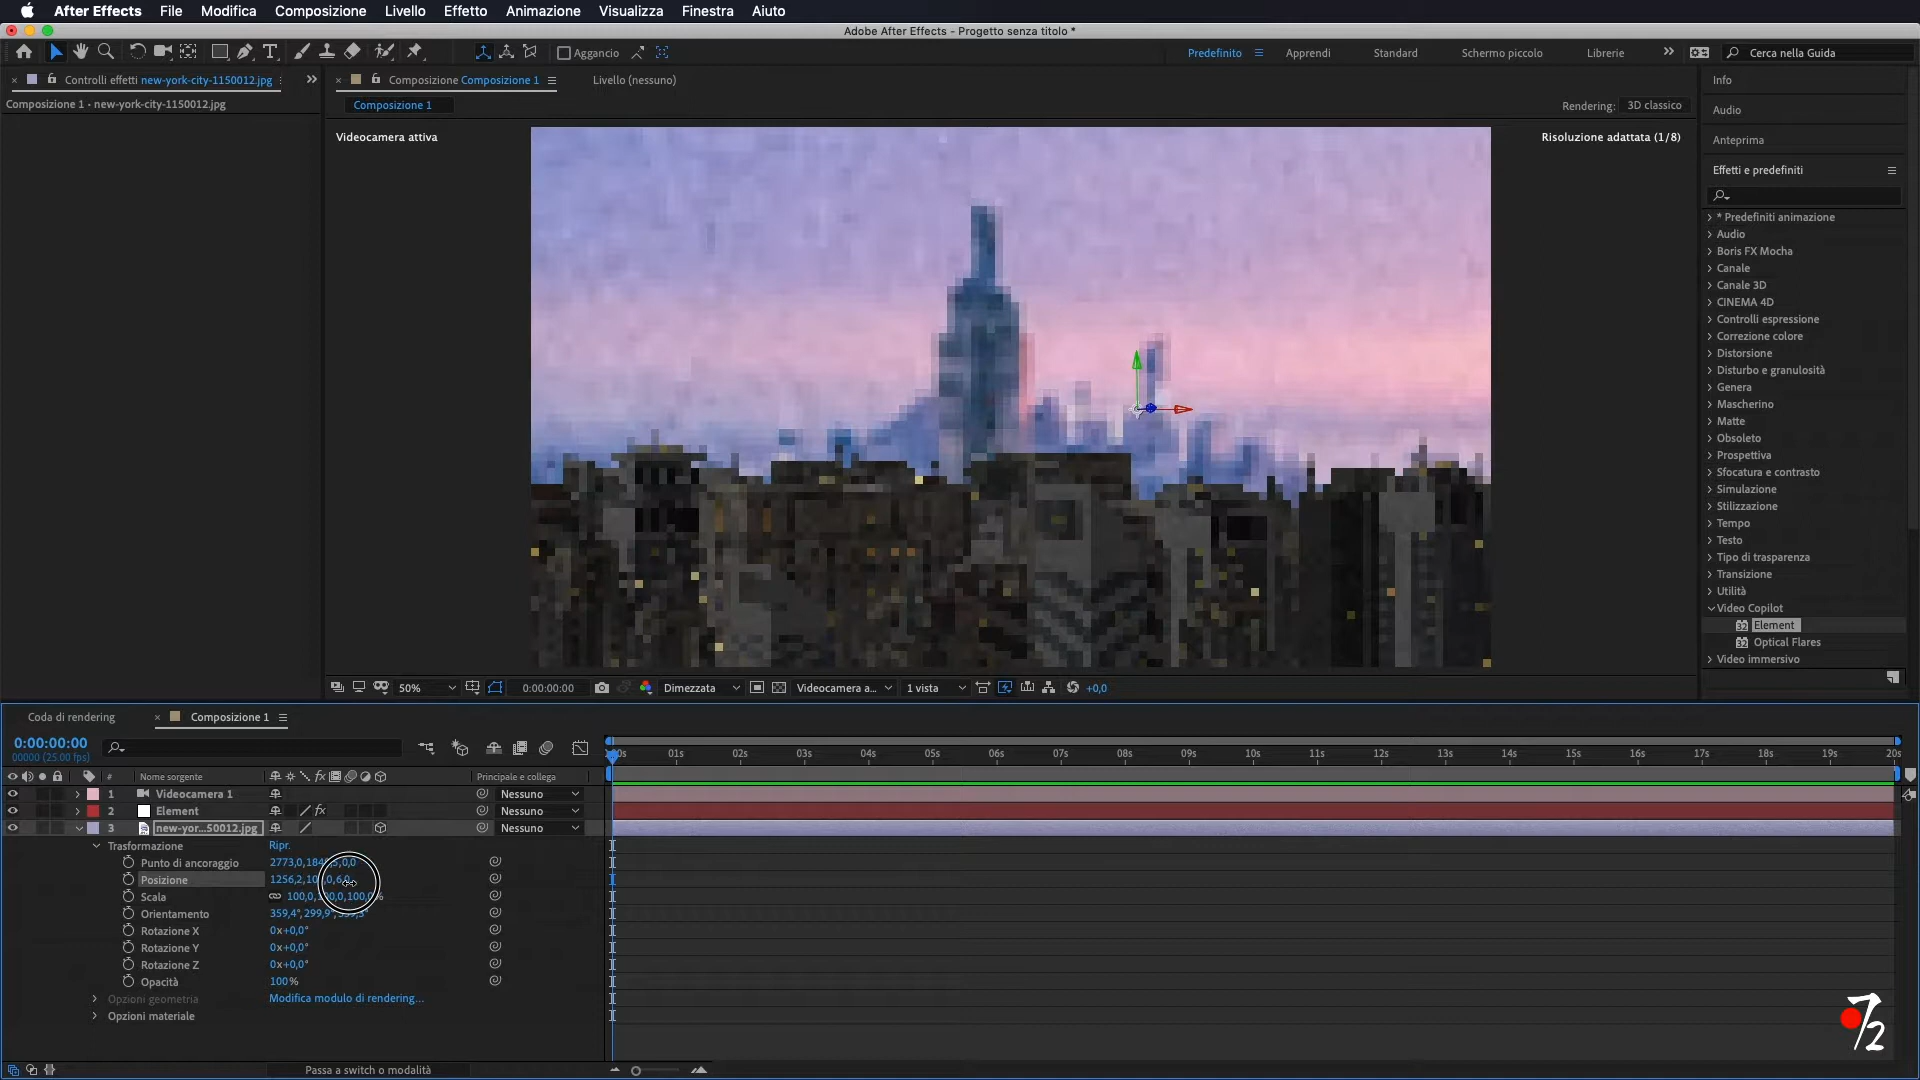 After Effects File Modifica Composizione Livello Effetto Animazione Visualizza Finestra Aiuto
Adobe After Effects - Progetto senza titolo *
Aggancio
Predefinito Apprendi Standard Schermo piccolo Librerie Cerca nella Guida
Controlli effetti new-york-city-1150012.jpg
Composizione Composizione 1
Livello (nessuno)
Composizione 1 - new-york-city-1150012.jpg
Composizione 1
Rendering: 3D classico
Videocamera attiva
Risoluzione adattata (1/8)
Info
Audio
Anteprima
Effetti e predefiniti
* Predefiniti animazione
Audio
Boris FX Mocha
Canale
Canale 3D
CINEMA 4D
Controlli espressione
Correzione colore
Distorsione
Disturbo e granulosità
Genera
Mascherino
Matte
Obsoleto
Prospettiva
Sfocatura e contrasto
Simulazione
Stilizzazione
Tempo
Testo
Tipo di trasparenza
Transizione
Utilità
Video Copilot
Element
Optical Flares
Video immersivo
50% 0:00:00:00 Dimezzata Videocamera a... 1 vista +0,0
Coda di rendering Composizione 1
0:00:00:00
00000 (25.00 fps)
01s 02s 03s 04s 05s 06s 07s 08s 09s 10s 11s 12s 13s 14s 15s 16s 17s 18s 19s 20s
# Nome sorgente fx Principale e collega
1 Videocamera 1 Nessuno
2 Element fx Nessuno
3 new-yor...50012.jpg Nessuno
Trasformazione Ripr.
Punto di ancoraggio
Posizione
Scala
Orientamento 359,4°, 299,9°,
Rotazione X 0x+0,0°
Rotazione Y 0x+0,0°
Rotazione Z 0x+0,0°
Opacità 100%
Opzioni geometria Modifica modulo di rendering...
Opzioni materiale
Passa a switch o modalità
7/2